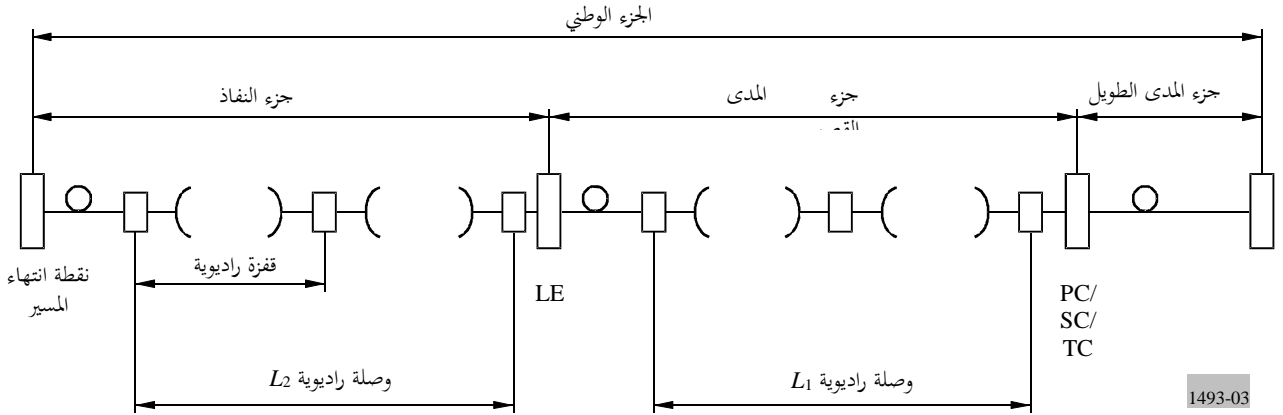 الجزء الوطني
جزء النفاذ
جزء المدى
جزء المدى الطويل
قفزة راديوية
نقطة انتهاء
المسير
LE
PC/
SC/
TC
وصلة راديوية L2
وصلة راديوية L1
1493-03